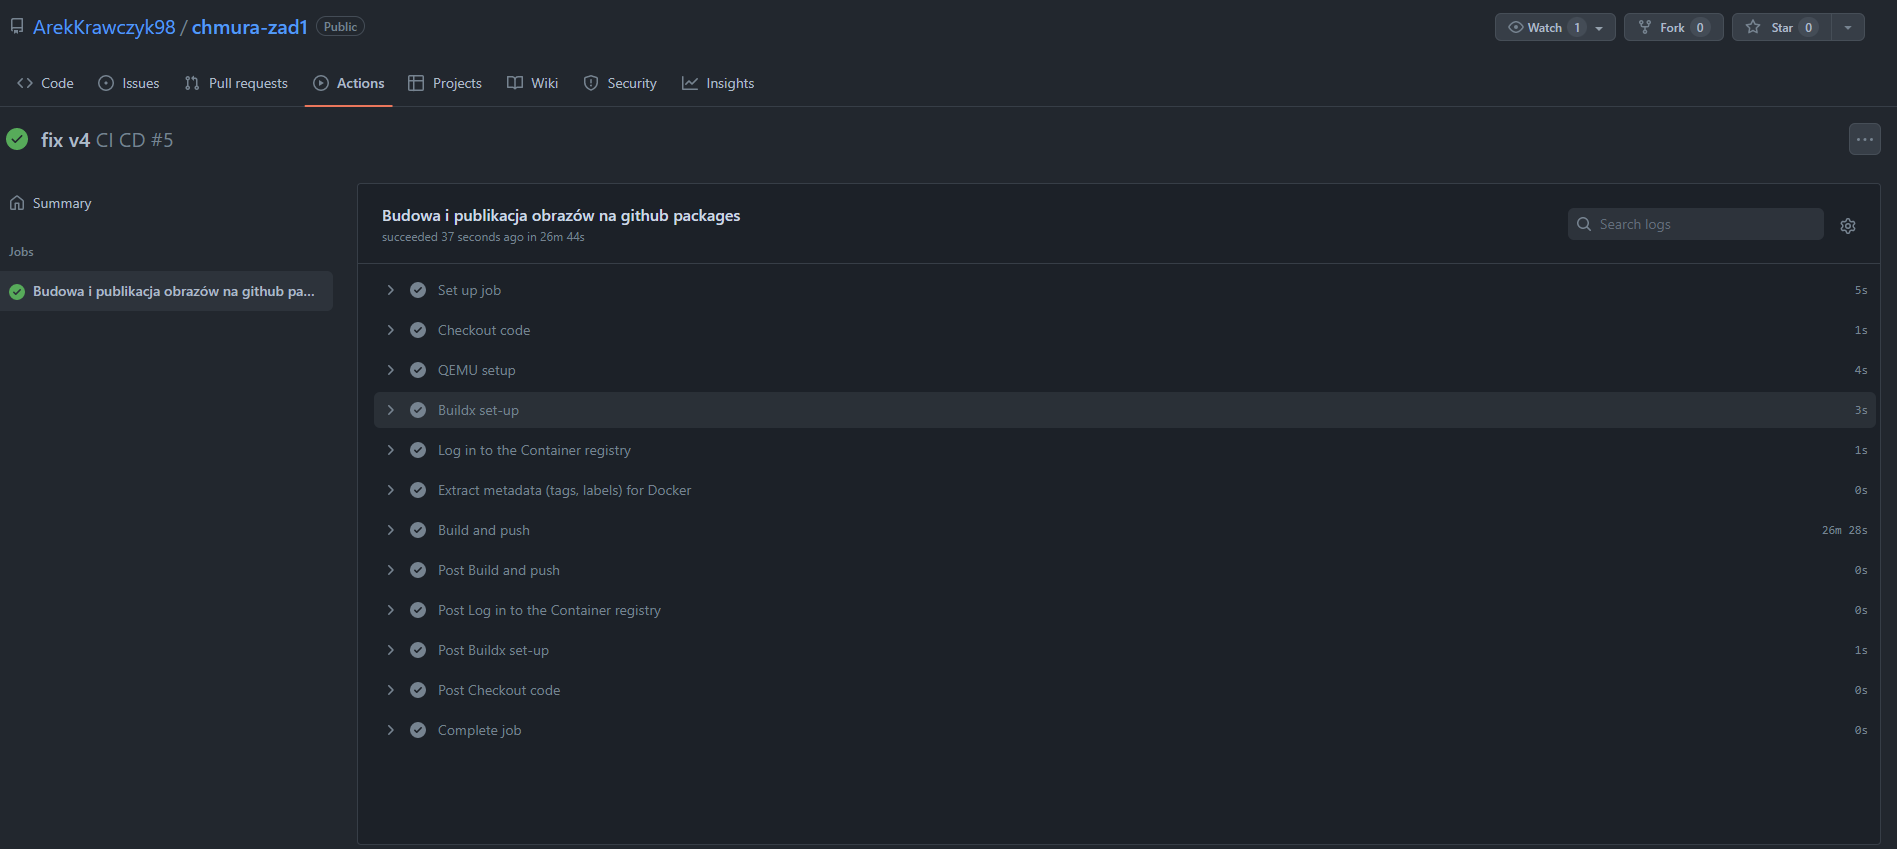 ArekKrawczyk98 / chmura-zad1 Public
Watch 1 Fork 0 Star 0
Code Issues Pull requests Actions Projects Wiki Security Insights
fix v4 CI CD #5
Summary
Jobs
Budowa i publikacja obrazów na github pa...
Budowa i publikacja obrazów na github packages
succeeded 37 seconds ago in 26m 44s
Search logs
Set up job 5s
Checkout code 1s
QEMU setup 4s
Buildx set-up 3s
Log in to the Container registry 1s
Extract metadata (tags, labels) for Docker 0s
Build and push 26m 28s
Post Build and push 0s
Post Log in to the Container registry 0s
Post Buildx set-up 1s
Post Checkout code 0s
Complete job 0s